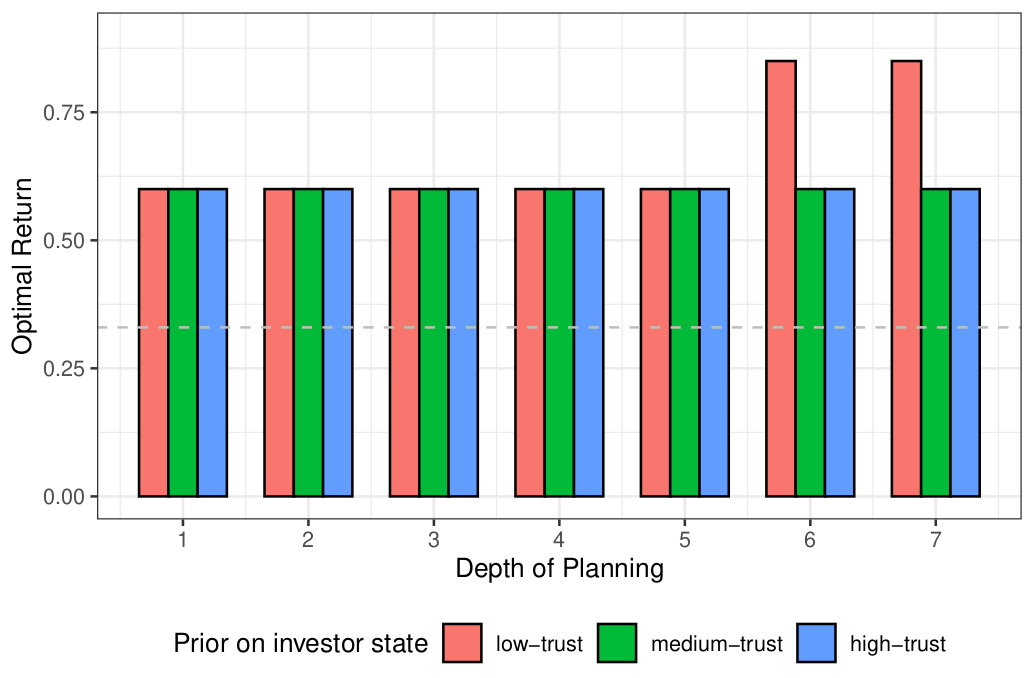 Optimal Return
0.75
0.50
0.25
0.00
1 2 3 4 5 6 7
Depth of Planning
Prior on investor state low−trust medium−trust high−trust